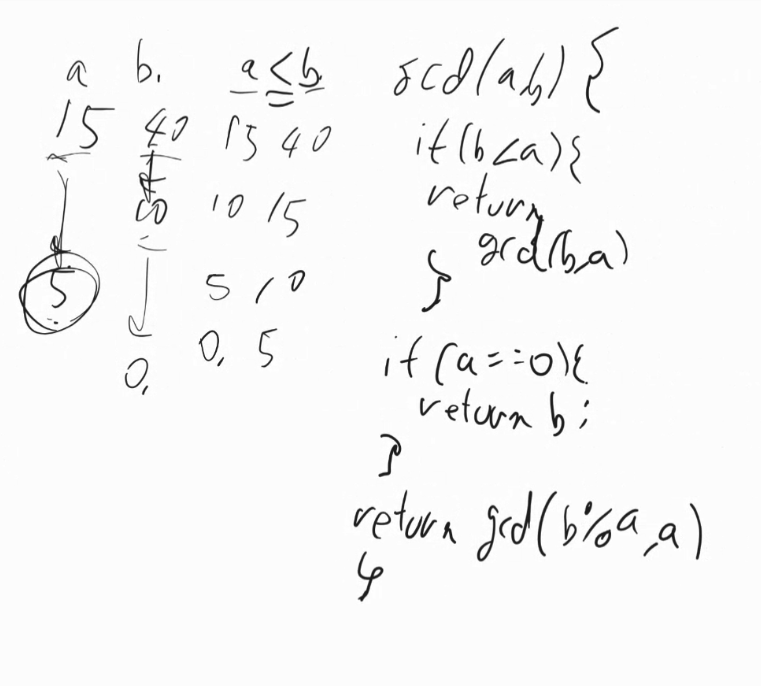 a b. a ≤ b
15 40 15 40
10 10 15
5 5 10
0, 0, 5
gcd(a,b) {
if(b<a){
return
gcd(b,a)
}
if(a==0){
return b;
}
return gcd(b%a,a)
}